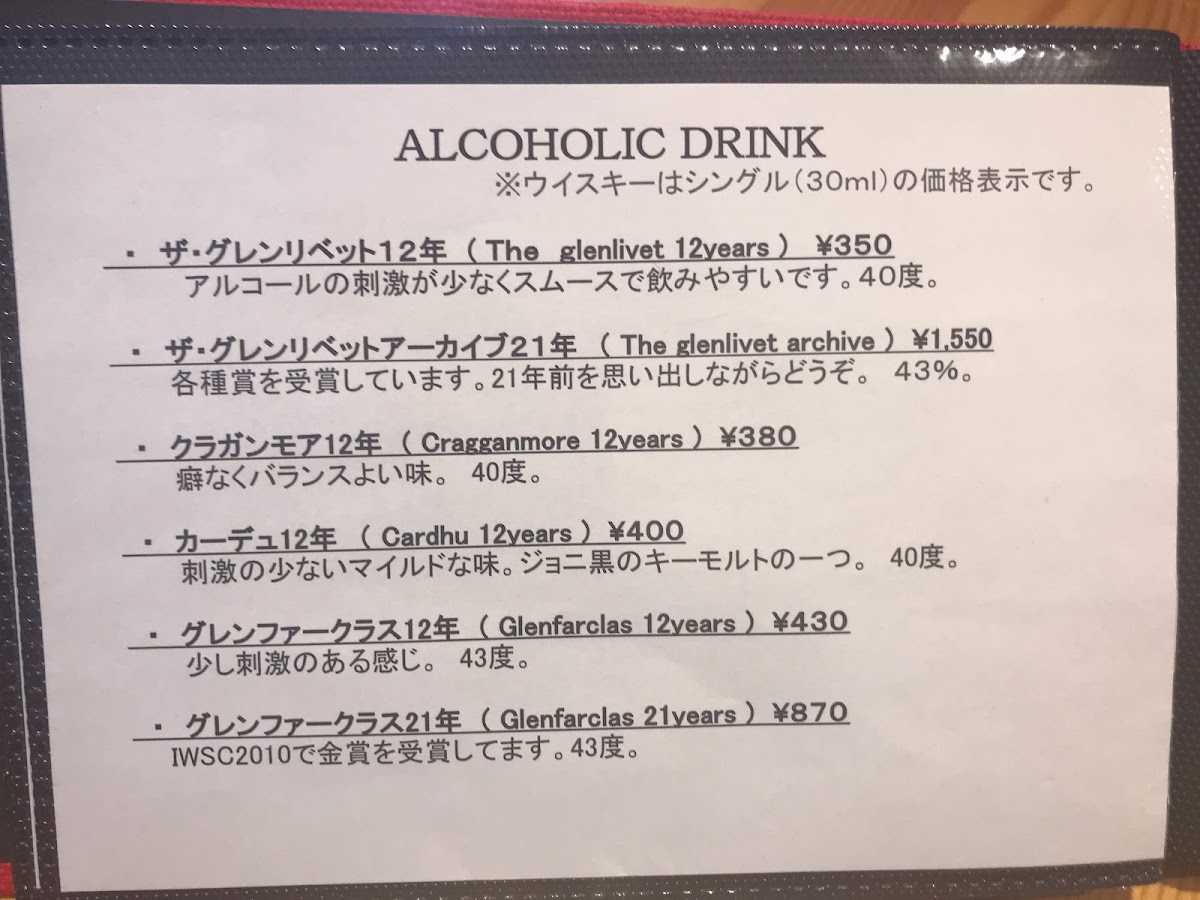 ALCOHOLIC DRINK
※ウイスキーはシングル(30ml)の価格表示です。
・ ザ・グレンリベット12年 ( The glenlivet 12years ) ¥350
アルコールの刺激が少なくスムースで飲みやすいです。40度。
・ ザ・グレンリベットアーカイブ21年 ( The glenlivet archive ) ¥1,550
各種賞を受賞しています。21年前を思い出しながらどうぞ。 43%。
・ クラガンモア12年 ( Cragganmore 12years ) ¥380
癖なくバランスよい味。 40度。
・ カーデュ12年 ( Cardhu 12years ) ¥400
刺激の少ないマイルドな味。ジョニ黒のキーモルトの一つ。 40度。
・ グレンファークラス12年 ( Glenfarclas 12years ) ¥430
少し刺激のある感じ。 43度。
・ グレンファークラス21年 ( Glenfarclas 21years ) ¥870
IWSC2010で金賞を受賞してます。43度。